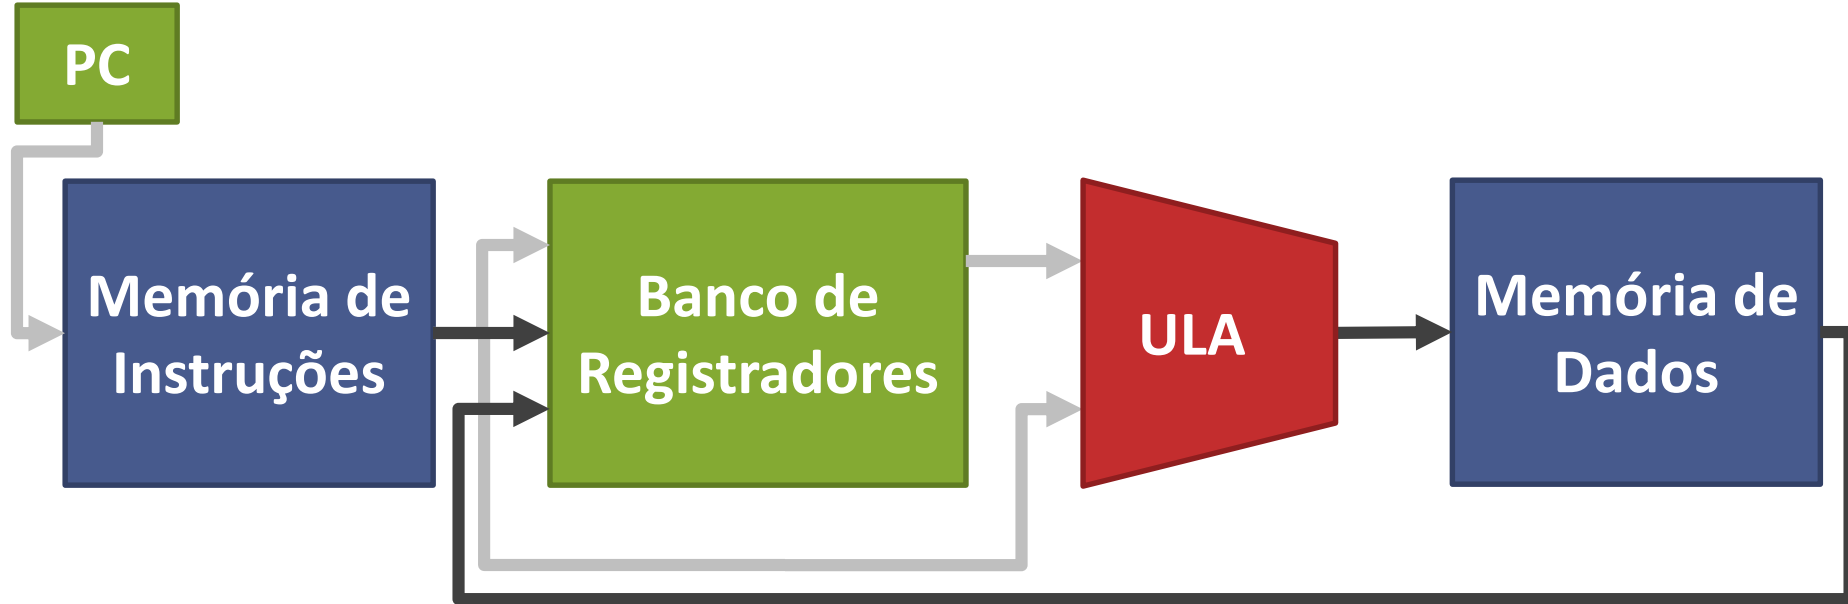 PC
Memória de
Instruções
Banco de
Registradores
ULA
Memória de
Dados